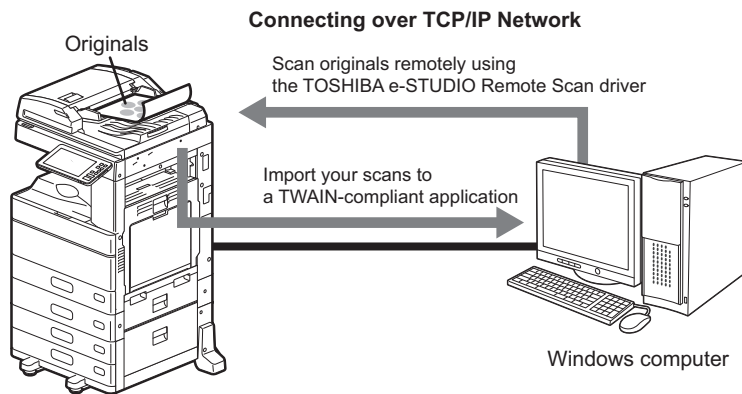 Connecting over TCP/IP Network
Originals
Scan originals remotely using
the TOSHIBA e-STUDIO Remote Scan driver
Import your scans to
a TWAIN-compliant application
Windows computer